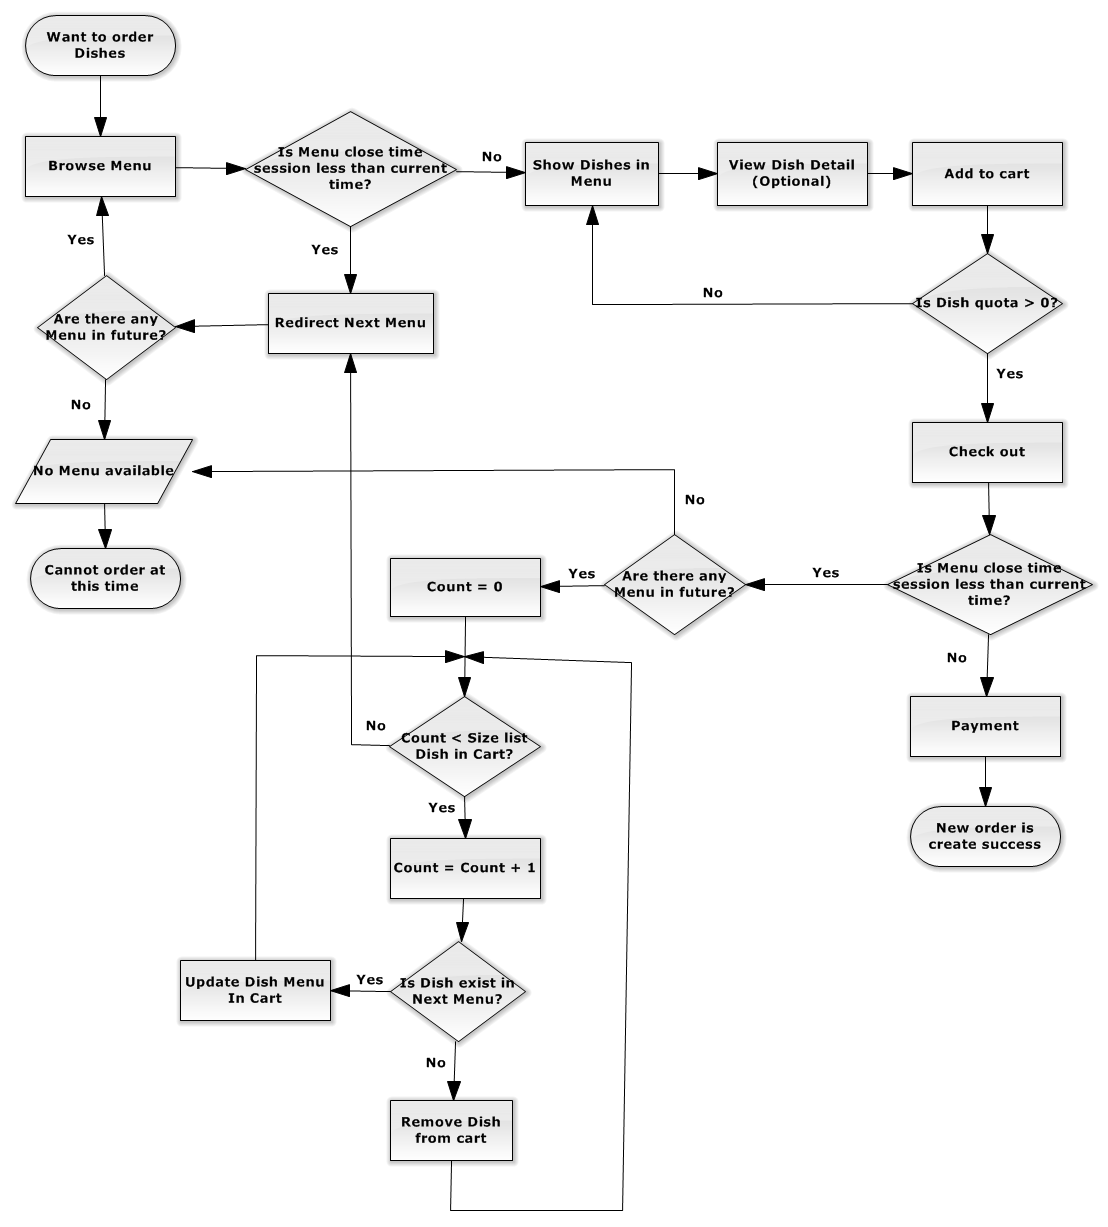 Want to order
Dishes
Browse Menu
Is Menu close time
session less than current
time?
No
Show Dishes in
Menu
View Dish Detail
(Optional)
Add to cart
Yes
Yes
No
Is Dish quota > 0?
Are there any
Menu in future?
Redirect Next Menu
Yes
No
Check out
No Menu available
No
Is Menu close time
session less than current
time?
Yes
Are there any
Menu in future?
Yes
Count = 0
Cannot order at
this time
No
Payment
No
Count < Size list
Dish in Cart?
Yes
New order is
create success
Count = Count + 1
Is Dish exist in
Next Menu?
Yes
Update Dish Menu
In Cart
No
Remove Dish
from cart